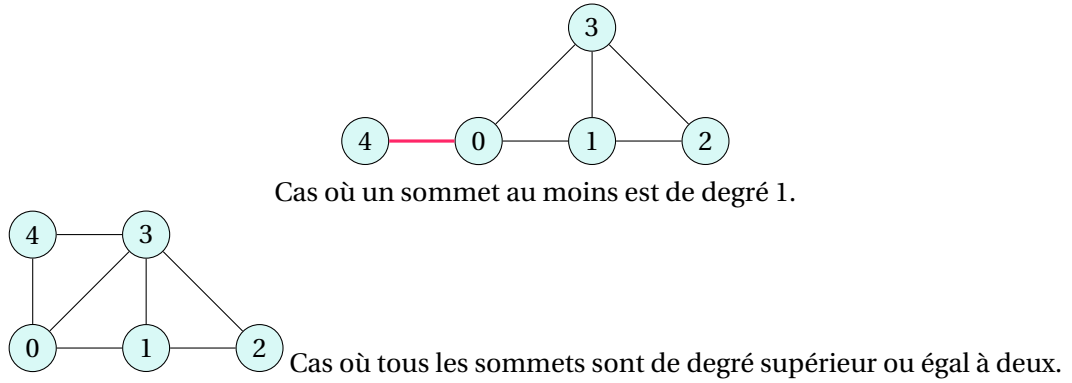 3
4 0 1 2
Cas où un sommet au moins est de degré 1.
4 3
0 1 2 Cas où tous les sommets sont de degré supérieur ou égal à deux.